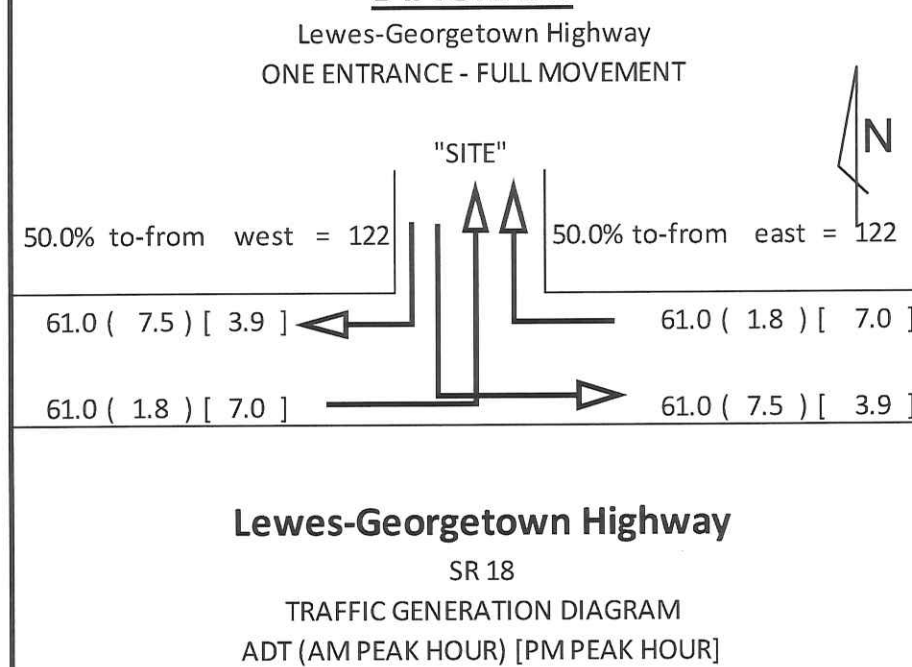 Lewes-Georgetown Highway
ONE ENTRANCE - FULL MOVEMENT
N
"SITE"
50.0% to-from west = 122
50.0% to-from east = 122
61.0 ( 7.5 ) [ 3.9 ]
61.0 ( 1.8 ) [ 7.0 ]
61.0 ( 1.8 ) [ 7.0 ]
61.0 ( 7.5 ) [ 3.9 ]
Lewes-Georgetown Highway
SR 18
TRAFFIC GENERATION DIAGRAM
ADT (AM PEAK HOUR) [PM PEAK HOUR]